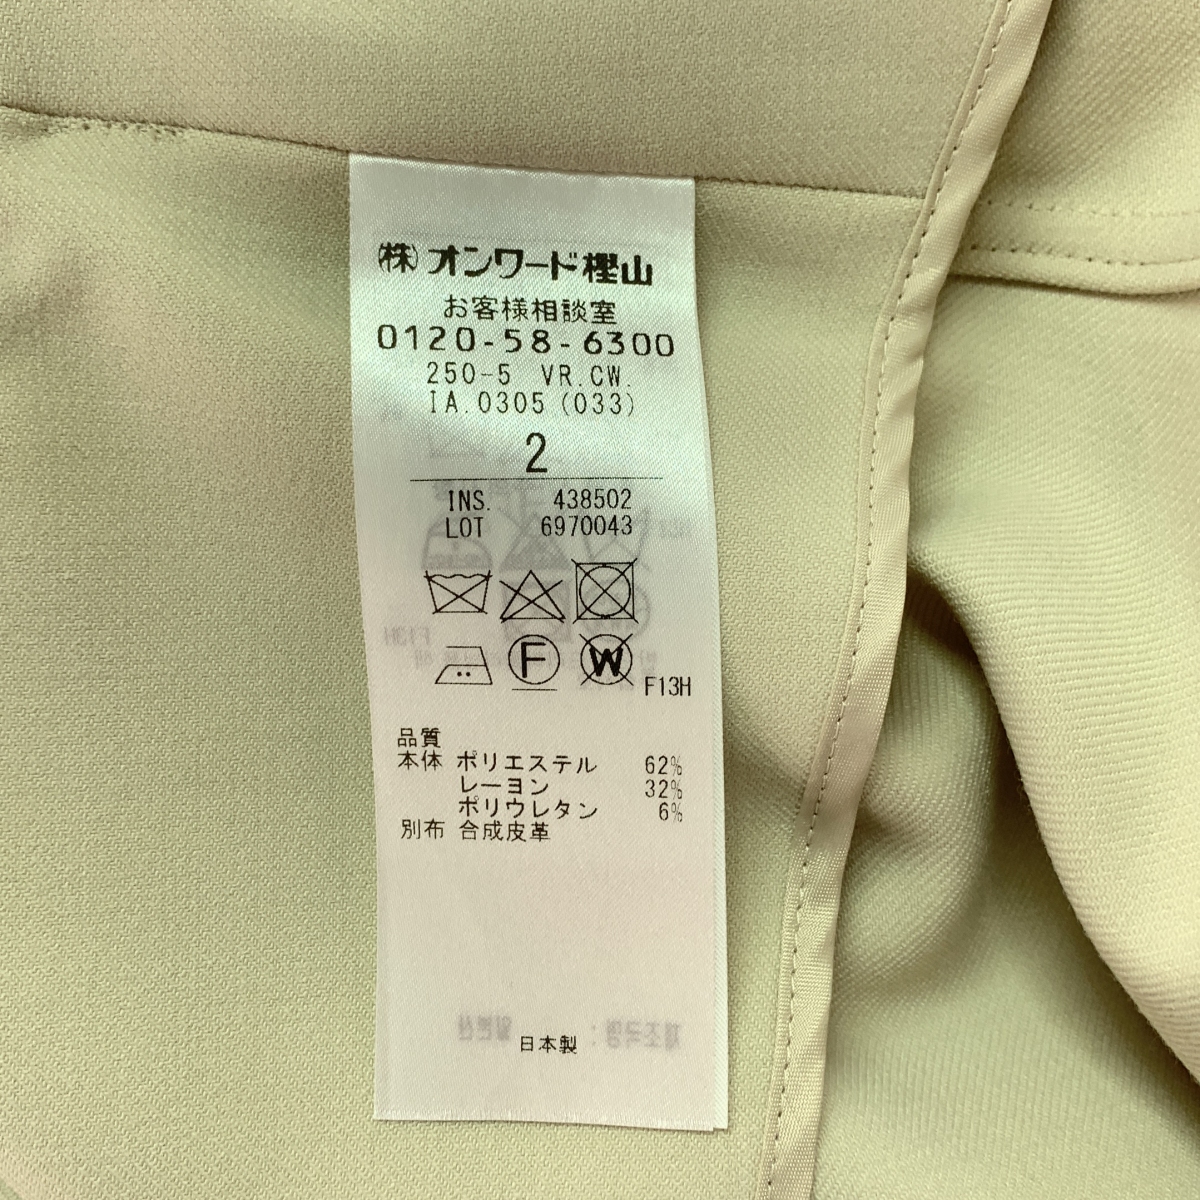 ㈱オンワード樫山
お客様相談室
0120-58-6300
250-5 VR.CW.
IA.0305(033)
2
INS. 438502
LOT 6970043
F W F13H
品質
本体 ポリエステル 62%
レーヨン 32%
ポリウレタン 6%
別布 合成皮革
日本製